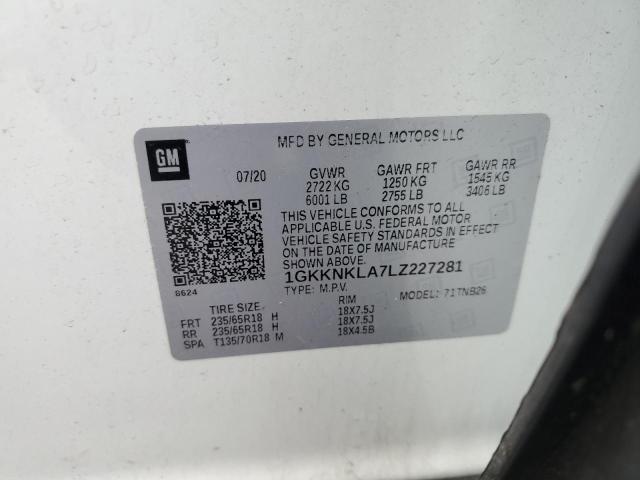 GM
MFD BY GENERAL MOTORS LLC
07/20 GVWR GAWR FRT GAWR RR
2722 KG 1250 KG 1545 KG
6001 LB 2755 LB 3406 LB
THIS VEHICLE CONFORMS TO ALL
APPLICABLE U.S. FEDERAL MOTOR
VEHICLE SAFETY STANDARDS IN EFFECT
ON THE DATE OF MANUFACTURE
SHOWN ABOVE.
8624
1GKKNKLA7LZ227281
TYPE: M.P.V. MODEL: 71TNB26
TIRE SIZE RIM
FRT 235/65R18 H 18X7.5J
RR 235/65R18 H 18X7.5J
SPA T135/70R18 M 18X4.5B